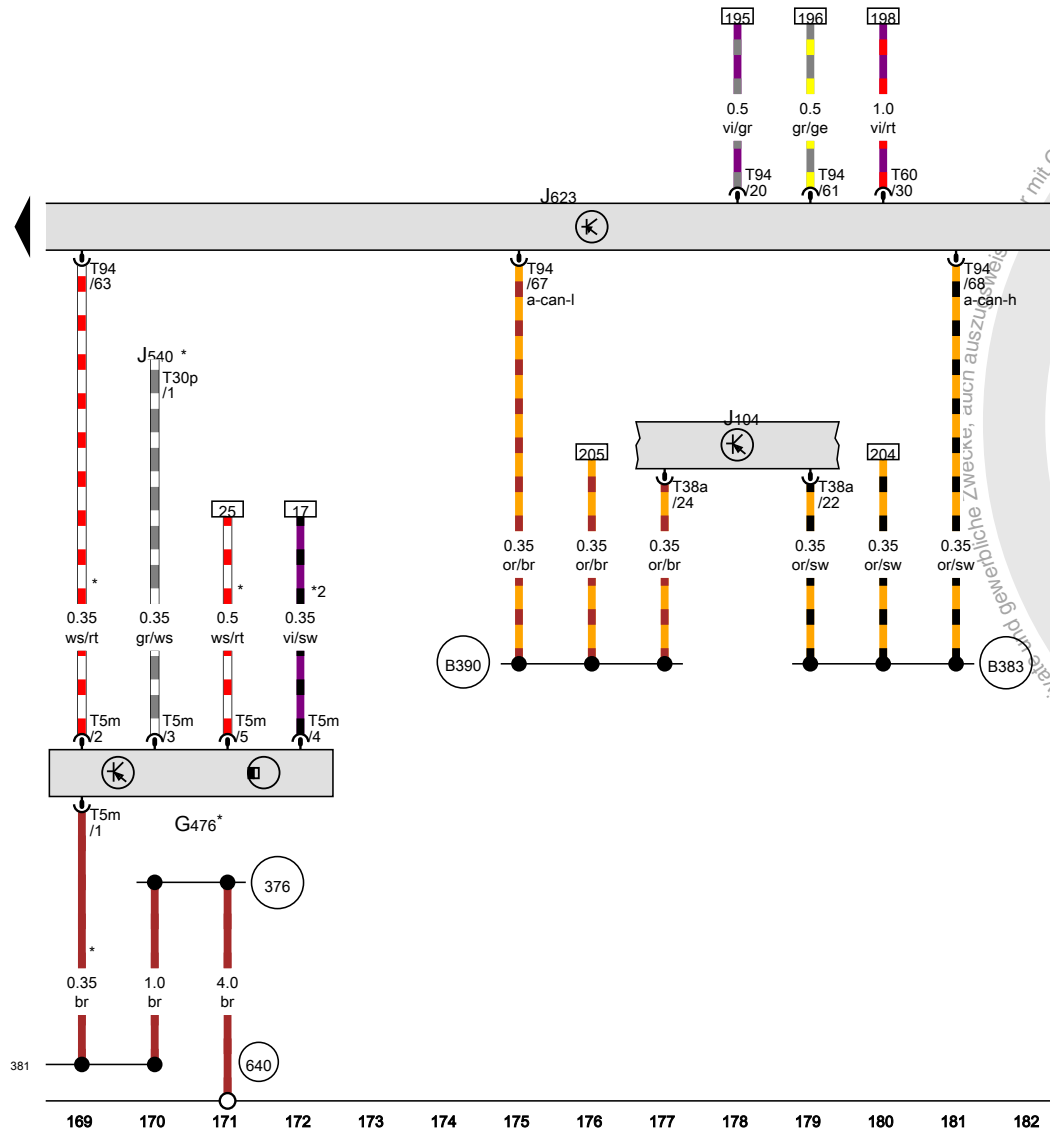 195
196
198
0.5
vi/gr
0.5
gr/ge
1.0
vi/rt
T94
/20
T94
/61
T60
/30
J623
T94
/63
T94
/67
a-can-l
T94
/68
a-can-h
J540 *
T30p
/1
J104
205
204
T38a
/24
T38a
/22
25
17
0.35
or/br
0.35
or/br
0.35
or/br
0.35
or/sw
0.35
or/sw
0.35
or/sw
*
*
*2
0.35
ws/rt
0.35
gr/ws
0.5
ws/rt
0.35
vi/sw
B390
B383
T5m
/2
T5m
/3
T5m
/5
T5m
/4
T5m
/1
G476*
376
*
0.35
br
1.0
br
4.0
br
381
640
169 170 171 172 173 174 175 176 177 178 179 180 181 182
und gewerbliche Zwecke, auch auszugsweis
r mit